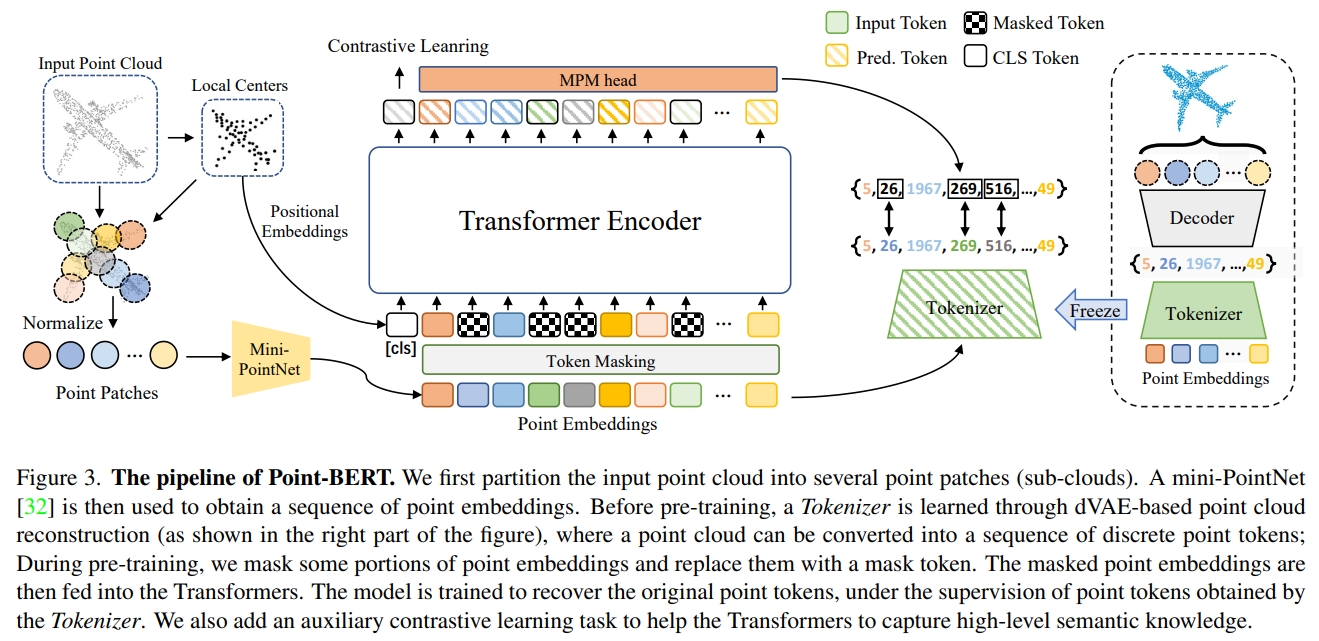 Input Token
Masked Token
Pred. Token
CLS Token
Contrastive Leanring
Input Point Cloud
Local Centers
MPM head
...
Positional
Embeddings
Transformer Encoder
{5, 26, 1967, 269, 516, ...,49}
{5, 26, 1967, 269, 516, ...,49}
Tokenizer
Freeze
Decoder
{5, 26, 1967, ...,49}
Tokenizer
...
Point Embeddings
Normalize
...
Point Patches
Mini-
PointNet
[cls]
...
Token Masking
...
Point Embeddings
Figure 3. The pipeline of Point-BERT. We first partition the input point cloud into several point patches (sub-clouds). A mini-PointNet
[32] is then used to obtain a sequence of point embeddings. Before pre-training, a Tokenizer is learned through dVAE-based point cloud
reconstruction (as shown in the right part of the figure), where a point cloud can be converted into a sequence of discrete point tokens;
During pre-training, we mask some portions of point embeddings and replace them with a mask token. The masked point embeddings are
then fed into the Transformers. The model is trained to recover the original point tokens, under the supervision of point tokens obtained by
the Tokenizer. We also add an auxiliary contrastive learning task to help the Transformers to capture high-level semantic knowledge.